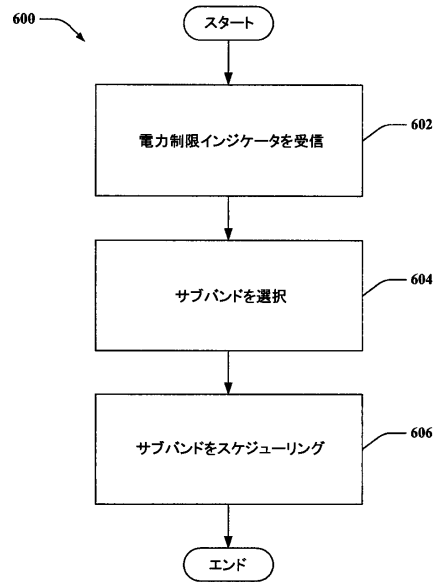 600
スタート
電力制限インジケータを受信
602
サブバンドを選択
604
サブバンドをスケジューリング
606
エンド